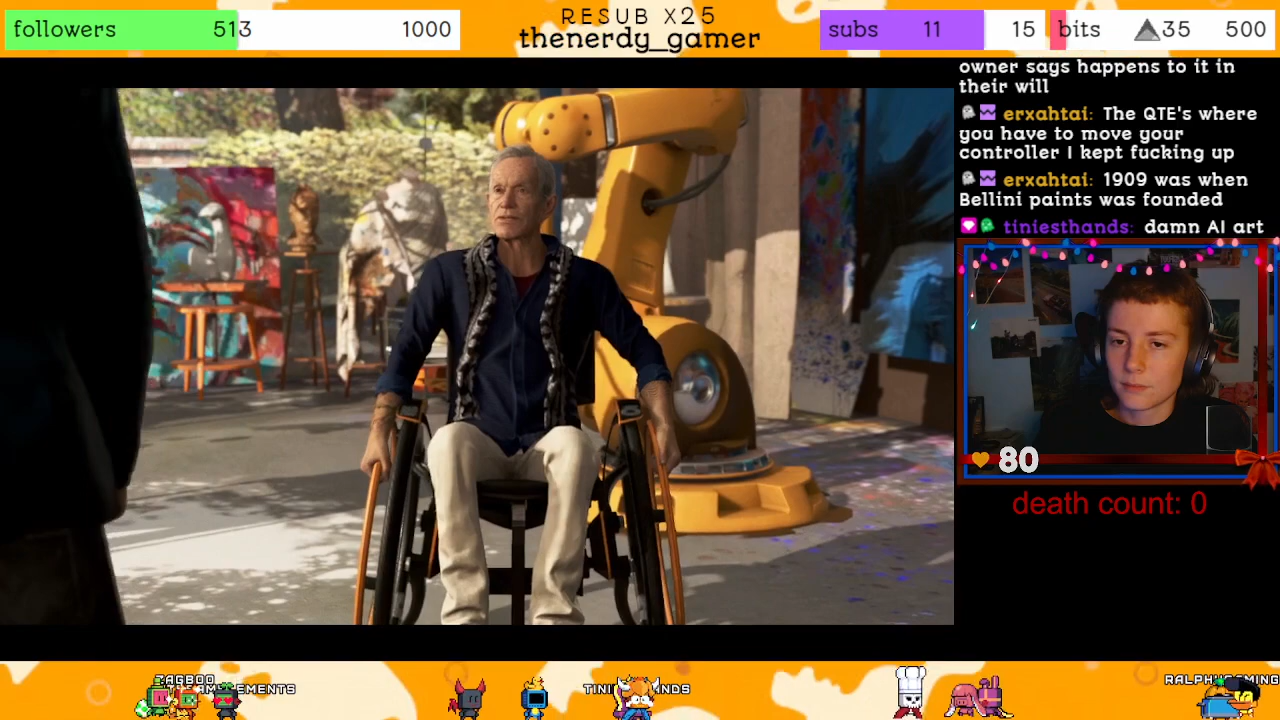 followers 513 1000
RESUB X25
thenerdy_gamer
subs 11 15
bits 35 500
owner says happens to it in
their will
erxahtai: The QTE's where
you have to move your
controller I kept fucking up
erxahtai: 1909 was when
Bellini paints was founded
tiniesthands: damn AI art
80
death count: 0